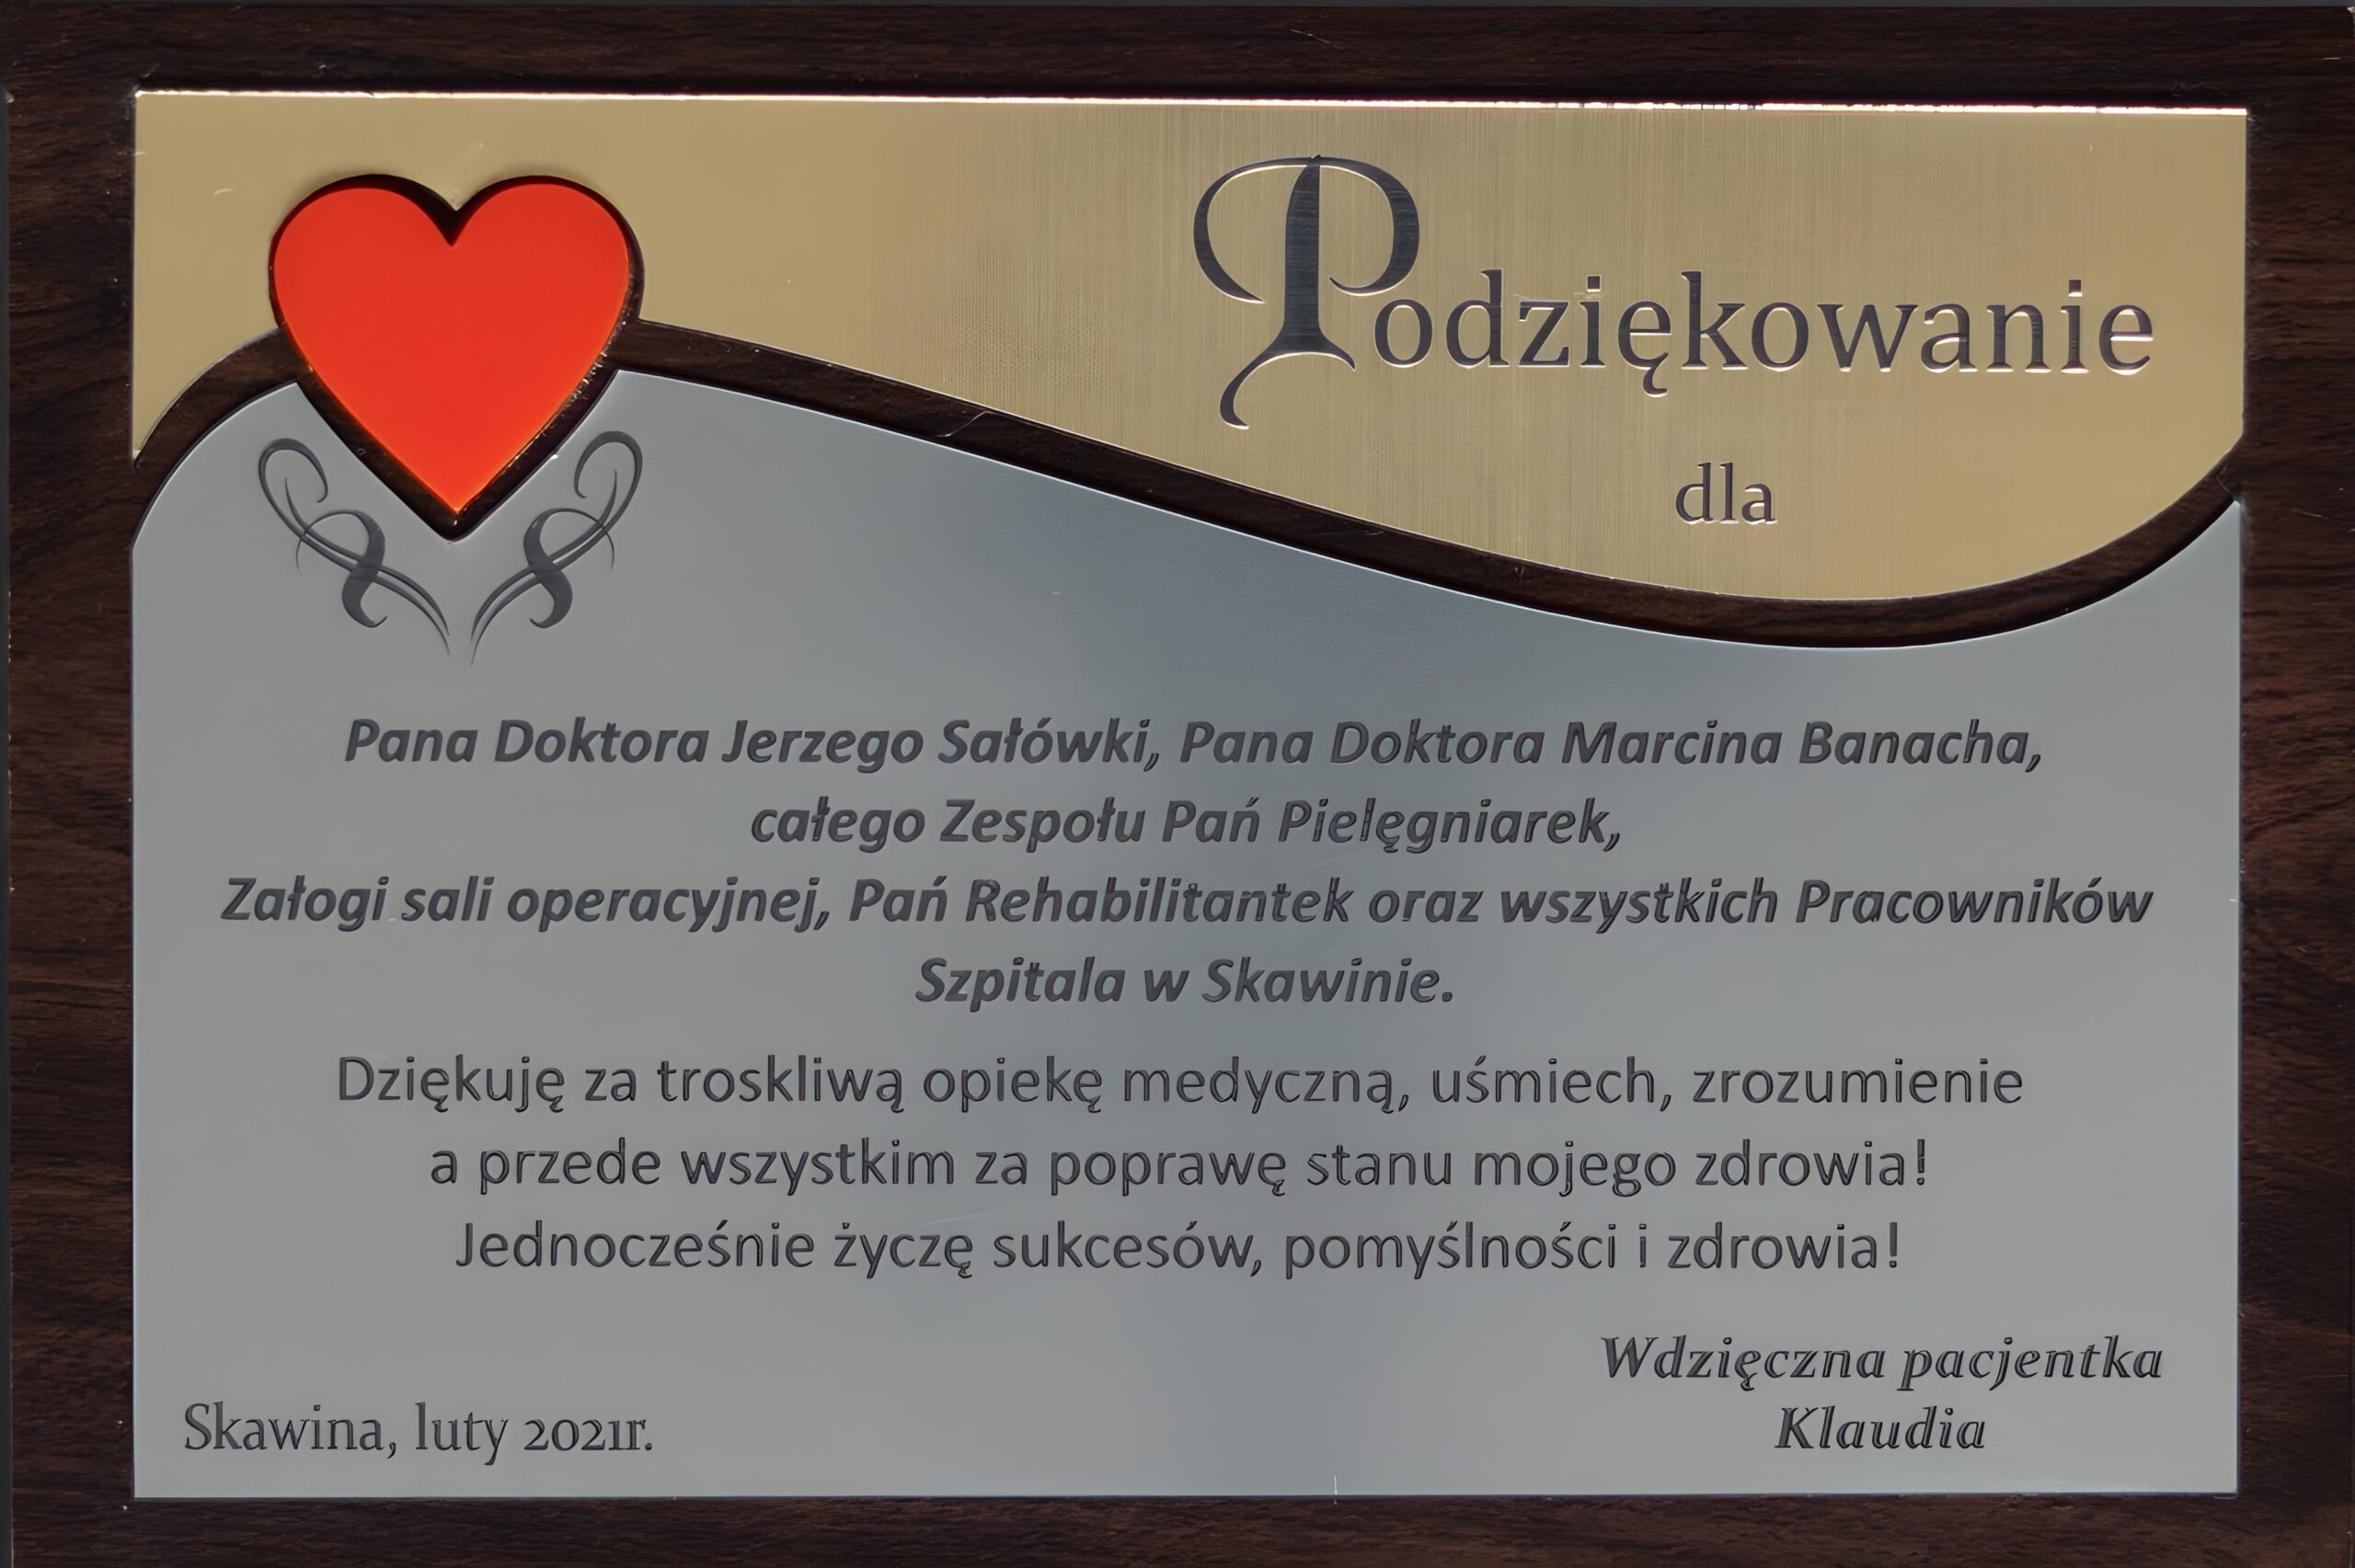 Podziękowanie
dla
Pana Doktora Jerzego Sałówki, Pana Doktora Marcina Banacha,
całego Zespołu Pań Pielęgniarek,
Załogi sali operacyjnej, Pań Rehabilitantek oraz wszystkich Pracowników
Szpitala w Skawinie.
Dziękuję za troskliwą opiekę medyczną, uśmiech, zrozumienie
a przede wszystkim za poprawę stanu mojego zdrowia!
Jednocześnie życzę sukcesów, pomyślności i zdrowia!
Wdzięczna pacjentka
Klaudia
Skawina, luty 2021r.